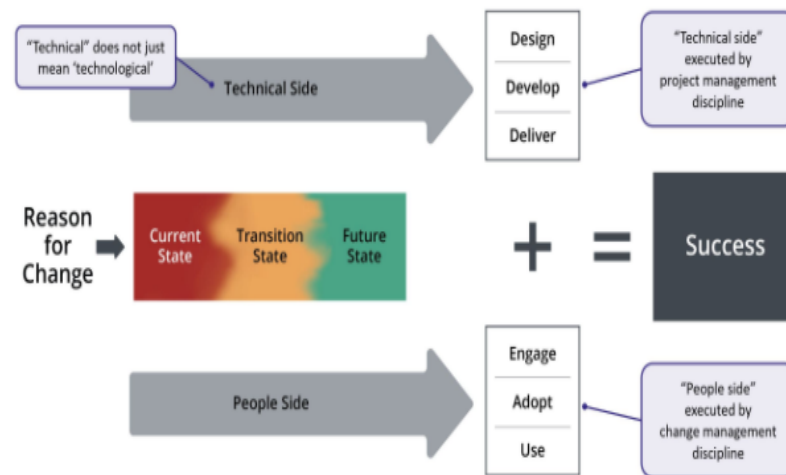 “Technical” does not just
mean ‘technological’
Technical Side
Design
Develop
Deliver
“Technical side”
executed by
project management
discipline
Reason
for
Change
Current
State
Transition
State
Future
State
+
=
Success
People Side
Engage
Adopt
Use
“People side”
executed by
change management
discipline